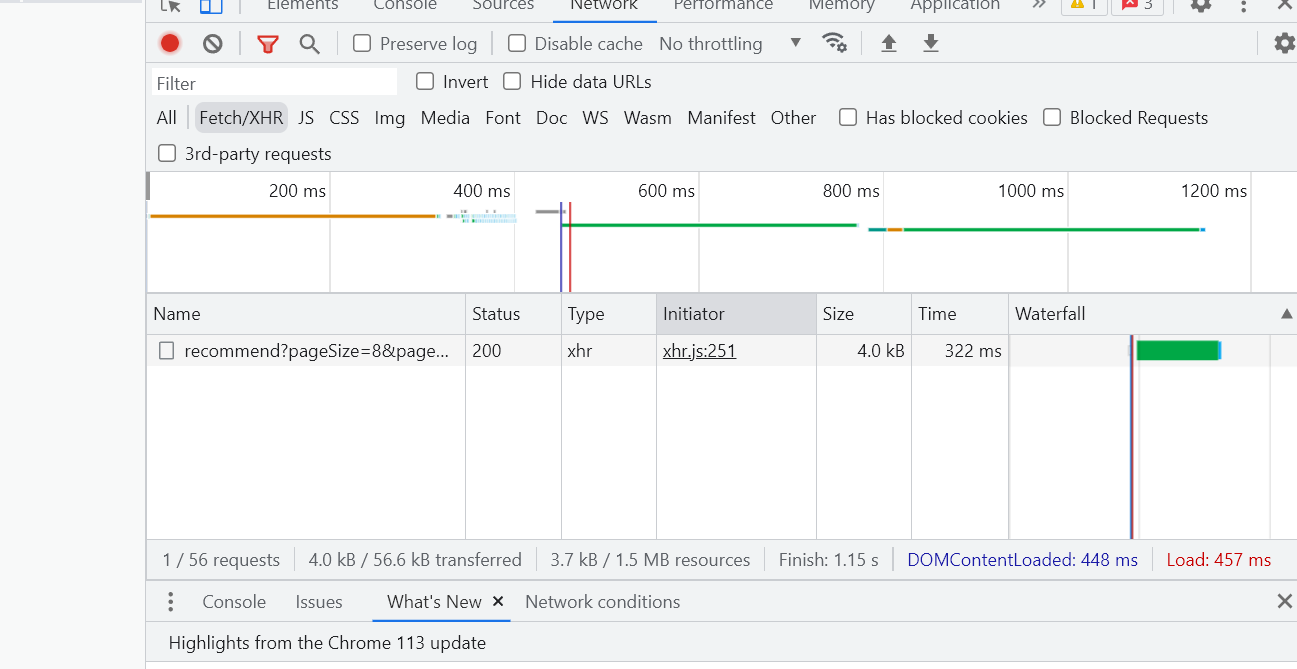 Elements Console Sources Network Performance Memory Application » 1 3
Preserve log Disable cache No throttling
Filter Invert Hide data URLs
All Fetch/XHR JS CSS Img Media Font Doc WS Wasm Manifest Other Has blocked cookies Blocked Requests
3rd-party requests
200 ms 400 ms 600 ms 800 ms 1000 ms 1200 ms
Name Status Type Initiator Size Time Waterfall
recommend?pageSize=8&page... 200 xhr xhr.js:251 4.0 kB 322 ms
1 / 56 requests 4.0 kB / 56.6 kB transferred 3.7 kB / 1.5 MB resources Finish: 1.15 s DOMContentLoaded: 448 ms Load: 457 ms
Console Issues What's New × Network conditions
Highlights from the Chrome 113 update